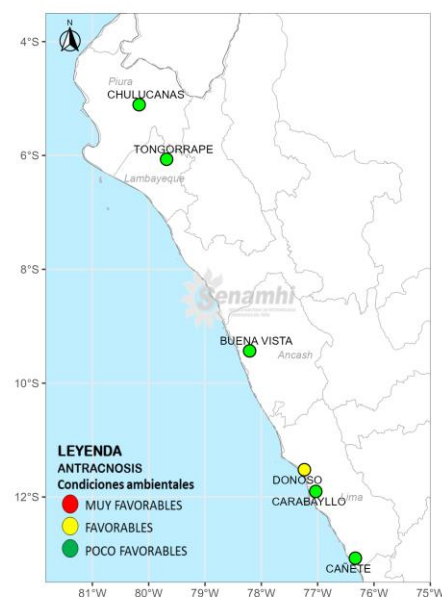 N
4°S
Piura
CHULUCANAS
TONGORRAPE
6°S
Lambayeque
8°S
Senamhi
BUENA VISTA
Ancash
10°S
LEYENDA
ANTRACNOSIS
Condiciones ambientales
MUY FAVORABLES
FAVORABLES
POCO FAVORABLES
DONOSO
Lima
CARABAYLLO
12°S
CAÑETE
81°W
80°W
79°W
78°W
77°W
76°W
75°W